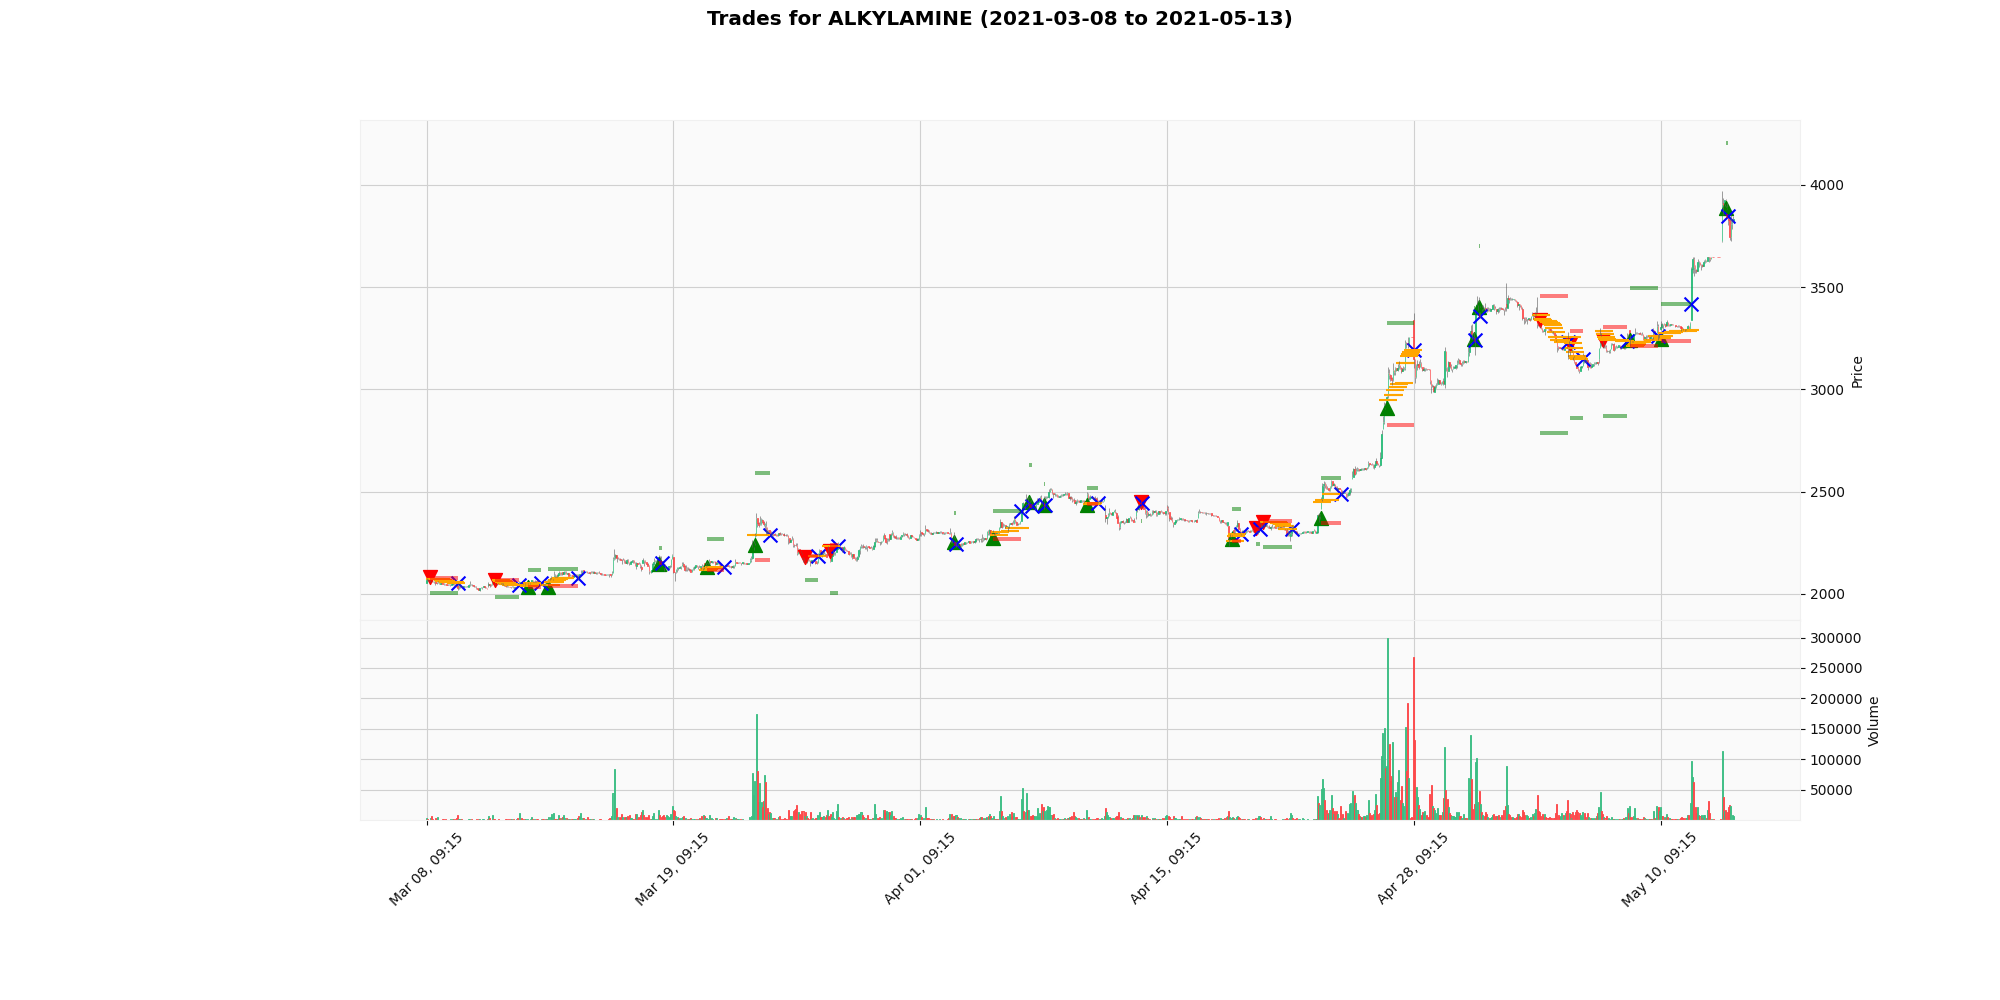 Trades for ALKYLAMINE (2021-03-08 to 2021-05-13)
4000
3500
3000
2500
2000
Price
300000
250000
200000
150000
100000
50000
Volume
Mar 08, 09:15
Mar 19, 09:15
Apr 01, 09:15
Apr 15, 09:15
Apr 28, 09:15
May 10, 09:15